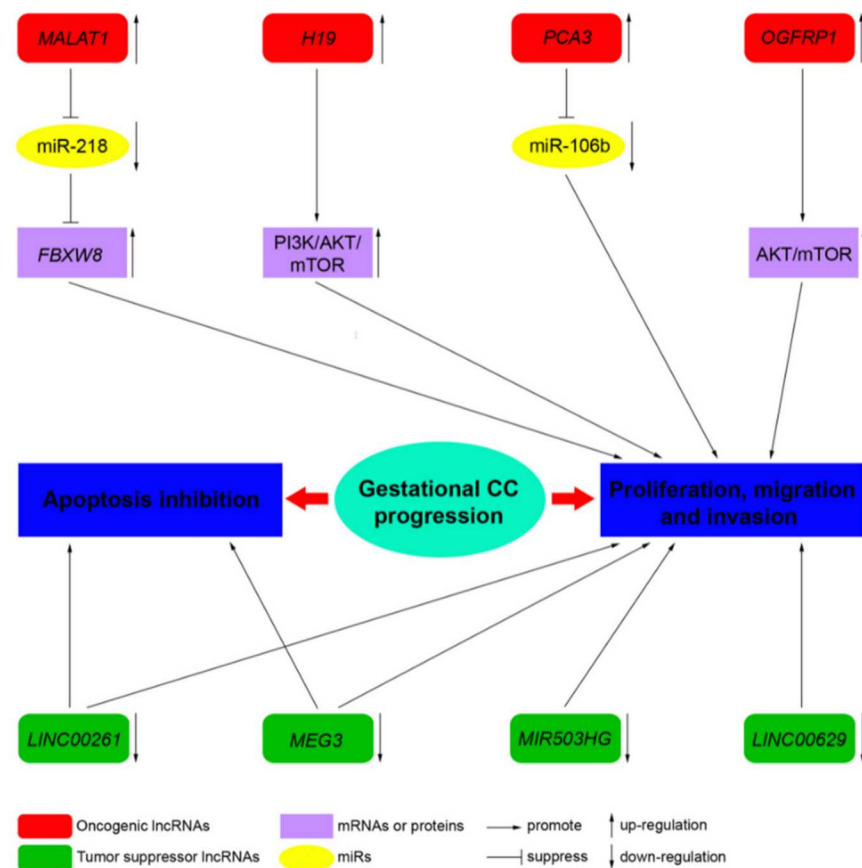 MALAT1
H19
PCA3
OGFRP1
miR-218
miR-106b
FBXW8
PI3K/AKT/
mTOR
AKT/mTOR
Apoptosis inhibition
Gestational CC
progression
Proliferation, migration
and invasion
LINC00261
MEG3
MIR503HG
LINC00629
Oncogenic lncRNAs
mRNAs or proteins
promote
up-regulation
Tumor suppressor lncRNAs
miRs
suppress
down-regulation